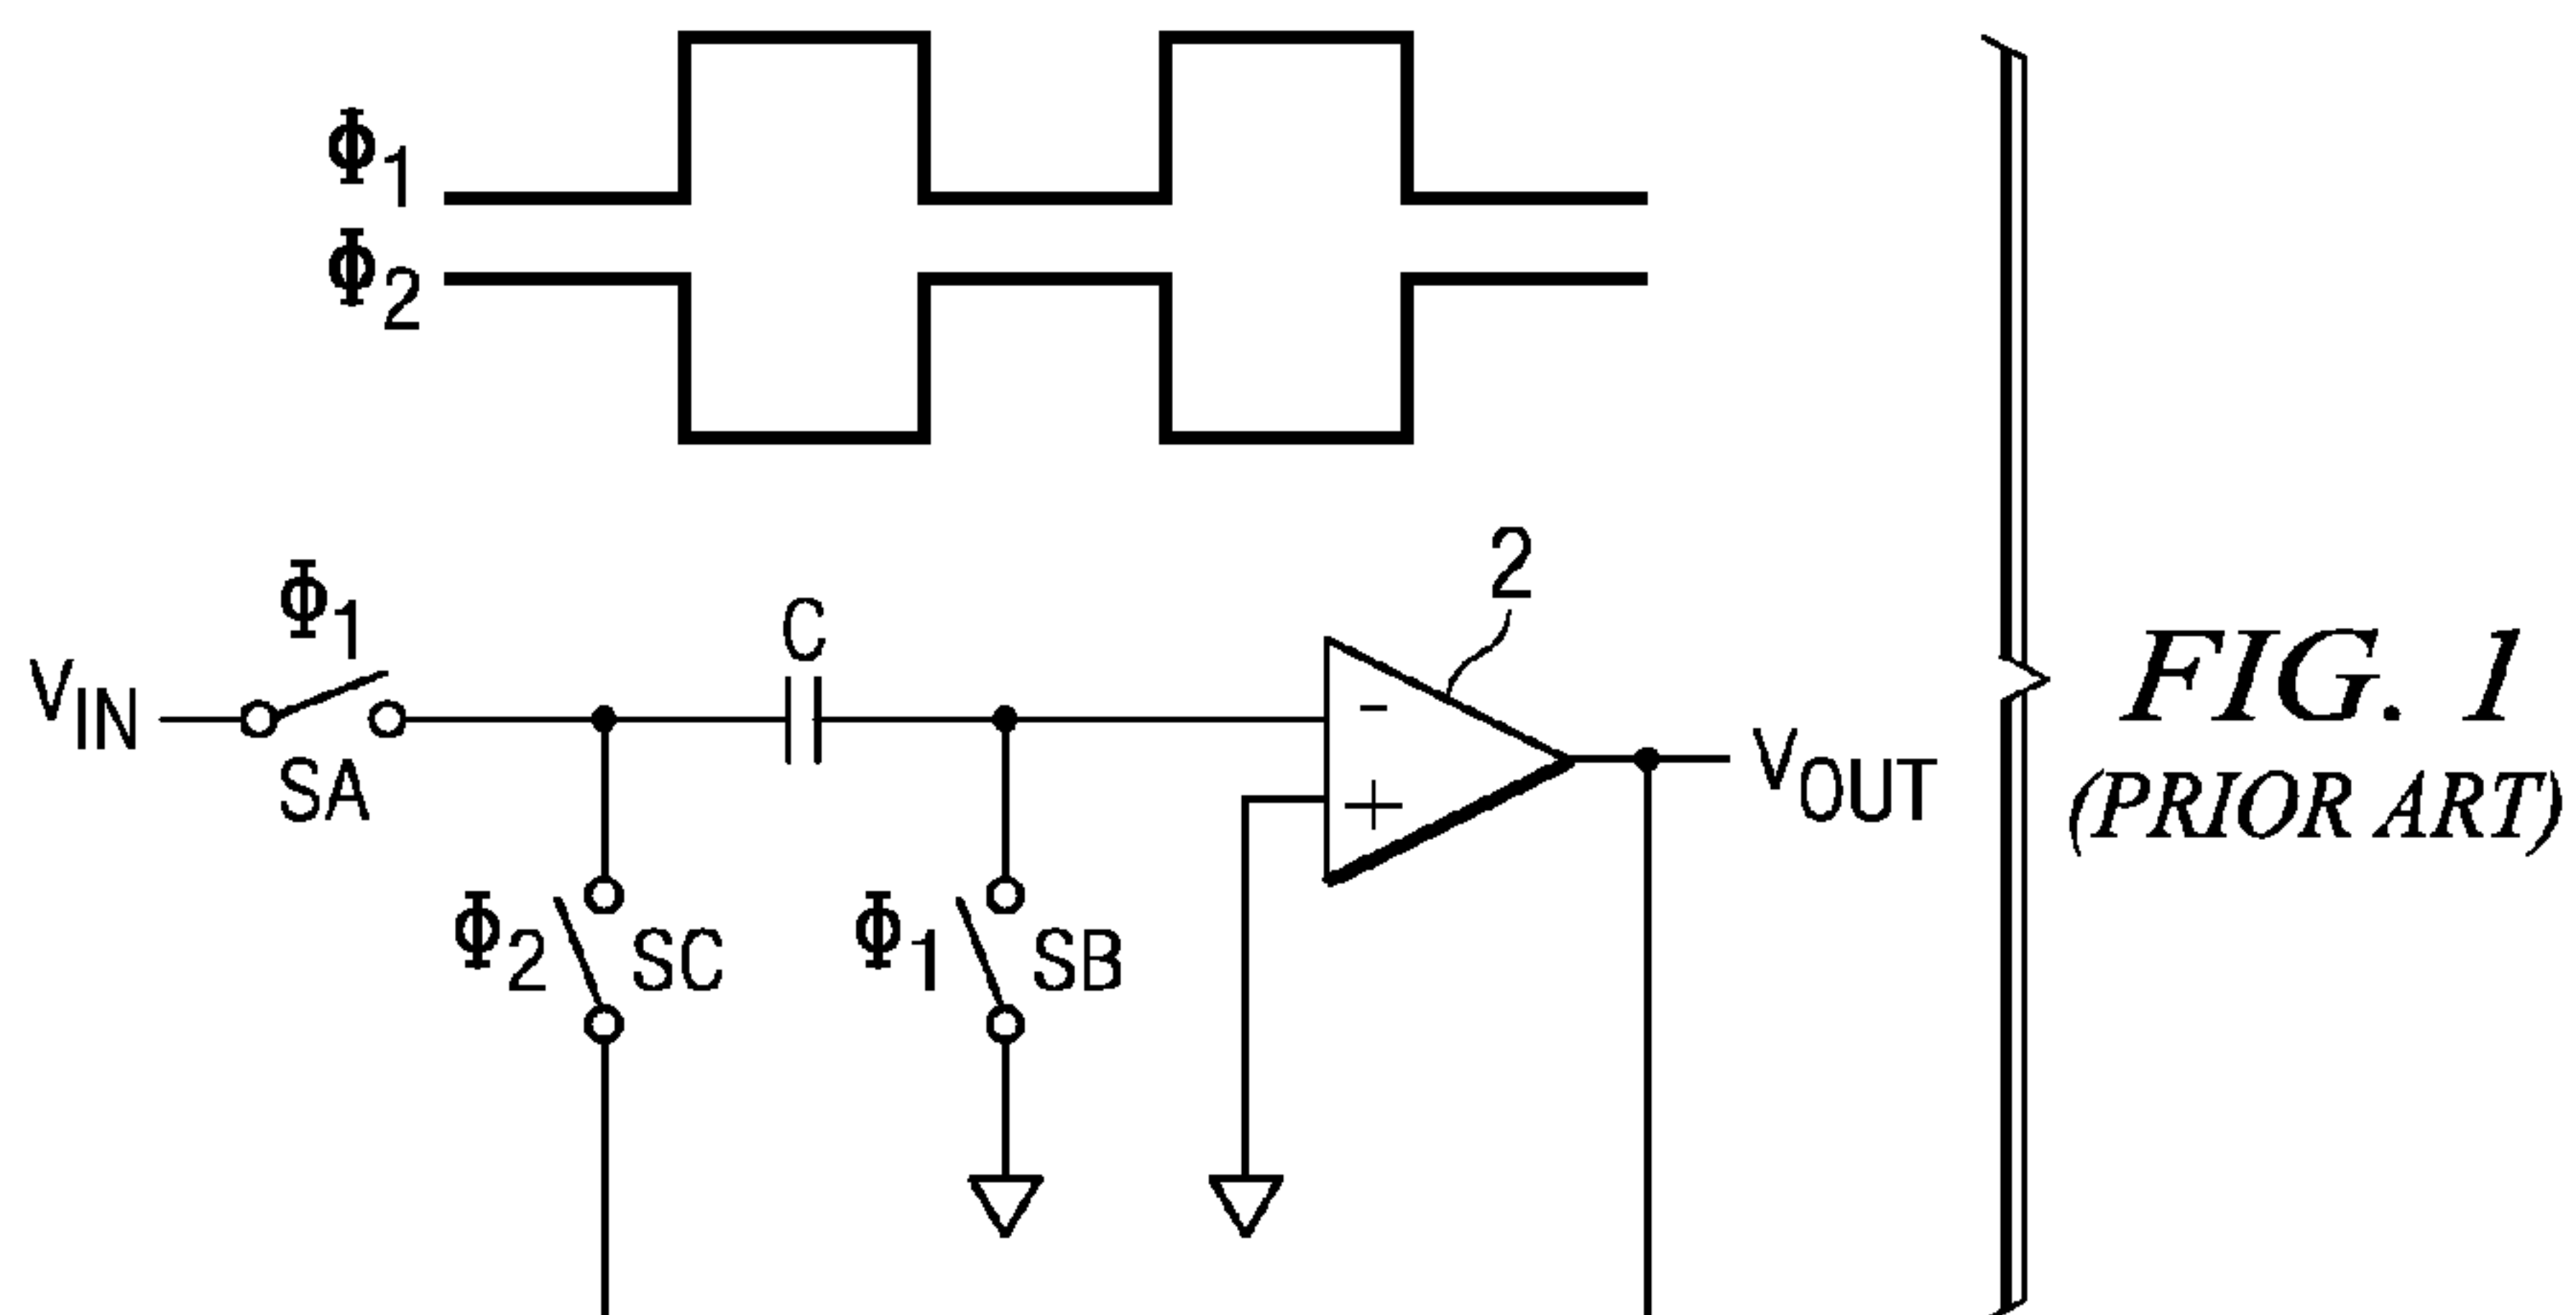 Φ1
Φ2
2
Φ1
C
VIN
SA
VOUT
-
+
Φ2
SC
Φ1
SB
FIG. 1
(PRIOR ART)